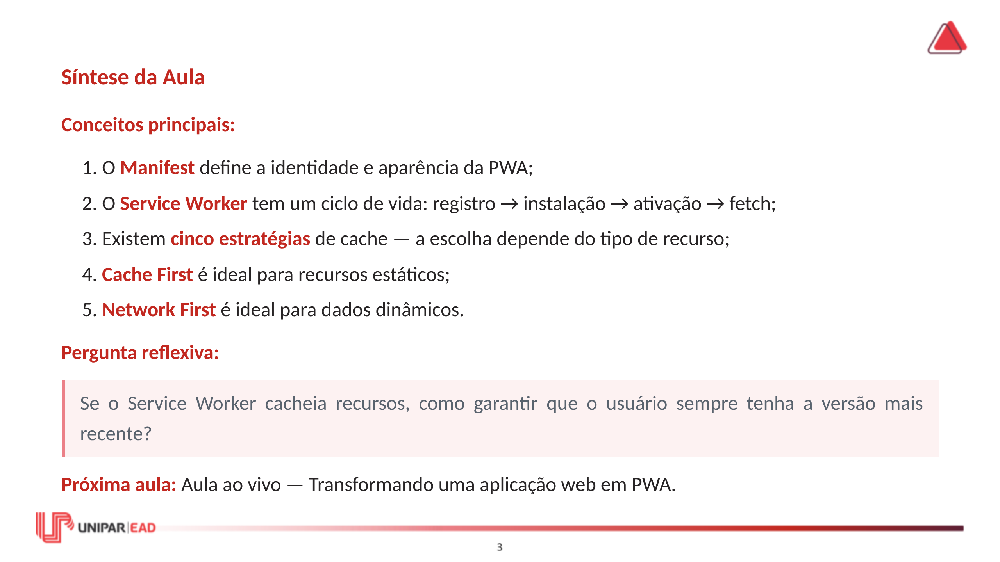 Síntese da Aula
Conceitos principais:
1. O Manifest define a identidade e aparência da PWA;
2. O Service Worker tem um ciclo de vida: registro → instalação → ativação → fetch;
3. Existem cinco estratégias de cache — a escolha depende do tipo de recurso;
4. Cache First é ideal para recursos estáticos;
5. Network First é ideal para dados dinâmicos.
Pergunta reflexiva:
Se o Service Worker cacheia recursos, como garantir que o usuário sempre tenha a versão mais
recente?
Próxima aula: Aula ao vivo — Transformando uma aplicação web em PWA.
UNIPAR|EAD
3